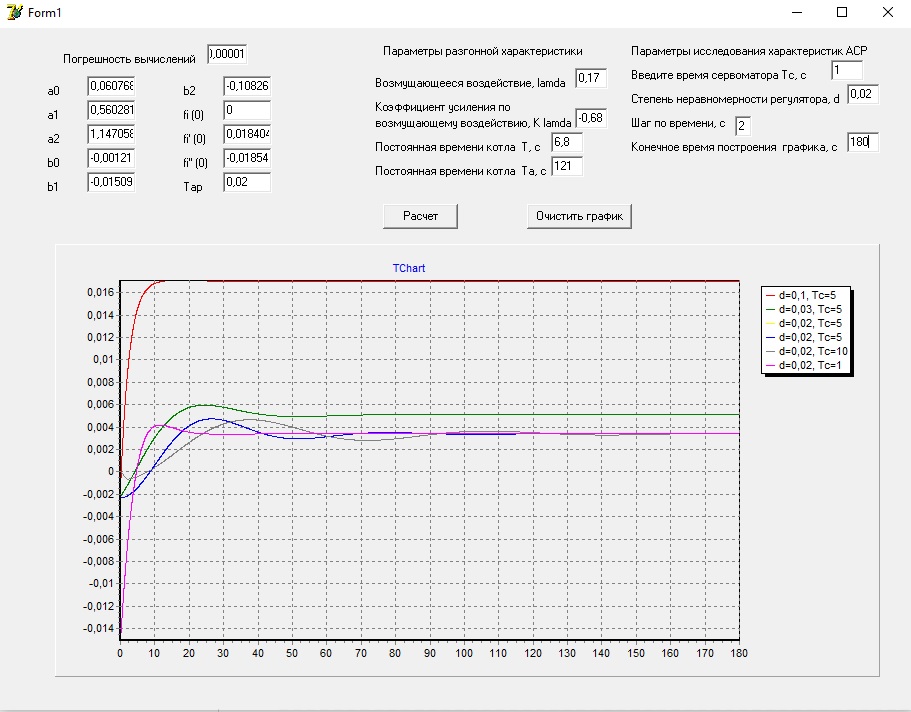 Form1
Погрешность вычислений 0,00001
a0 0,060768
a1 0,560281
a2 1,147058
b0 -0,00121
b1 -0,01509
b2 -0,10826
fi (0) 0
fi' (0) 0,018404
fi'' (0) -0,01854
Tap 0,02
Параметры разгонной характеристики
Возмущающееся воздействие, lamda 0,17
Коэффициент усиления по
возмущающему воздействию, K lamda -0,68
Постоянная времени котла T, с 6,8
Постоянная времени котла Ta, с 121
Параметры исследования характеристик АСР
Введите время сервоматора Тс, с 1
Степень неравномерности регулятора, d 0,02
Шаг по времени, с 2
Конечное время построения графика, с 180
Расчет
Очистить график
TChart
0,016
0,014
0,012
0,01
0,008
0,006
0,004
0,002
0
-0,002
-0,004
-0,006
-0,008
-0,01
-0,012
-0,014
0 10 20 30 40 50 60 70 80 90 100 110 120 130 140 150 160 170 180
d=0,1, Tc=5
d=0,03, Tc=5
d=0,02, Tc=5
d=0,02, Tc=5
d=0,02, Tc=10
d=0,02, Tc=1